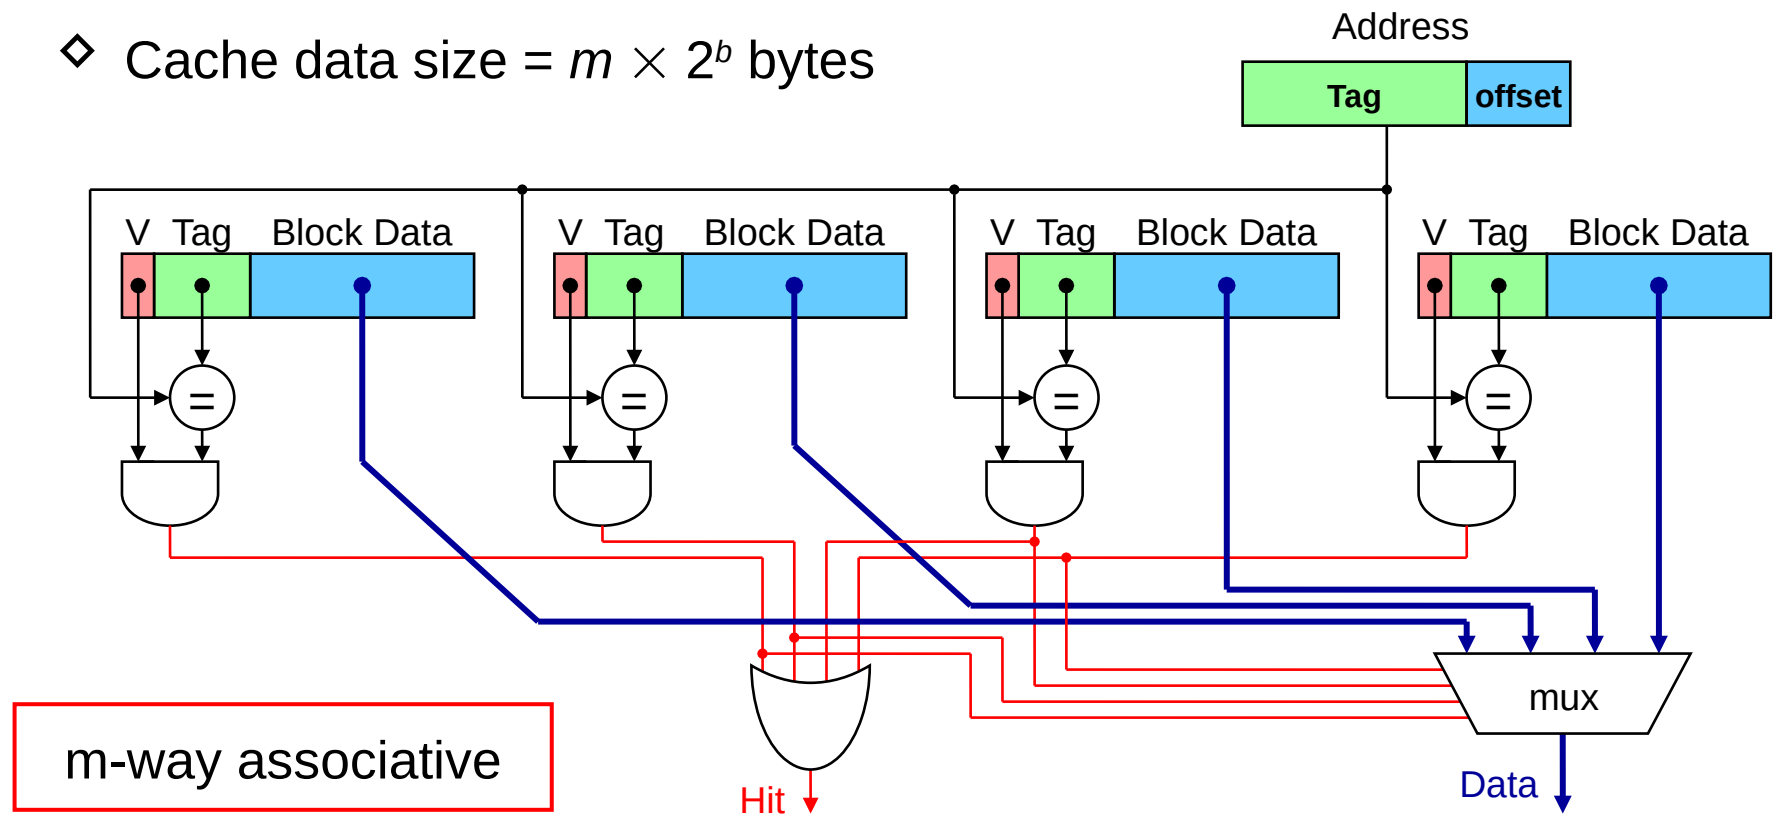 Address
Cache data size = m × 2ᵇ bytes
Tag offset
V Tag Block Data V Tag Block Data V Tag Block Data V Tag Block Data
= = = =
mux
m-way associative
Hit
Data